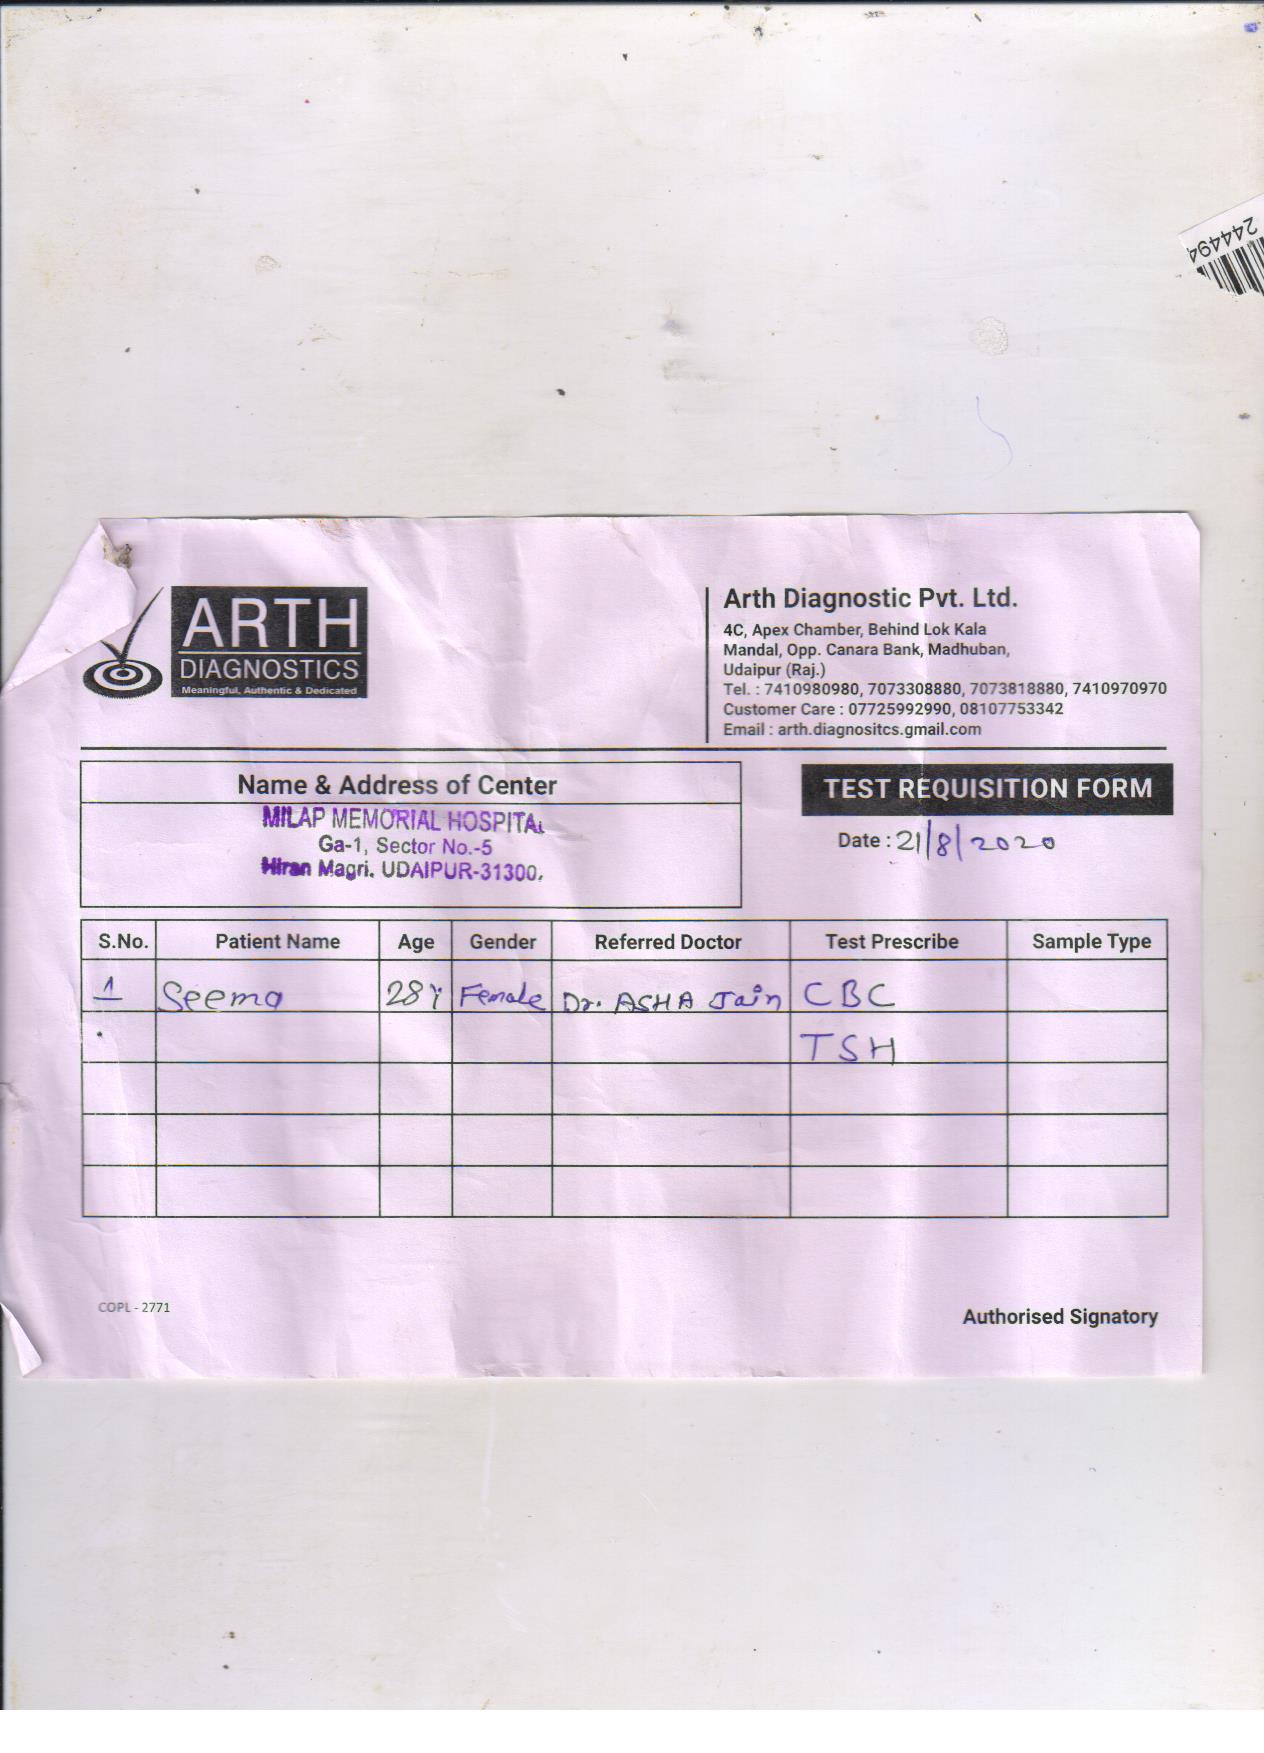 244494
ARTH
DIAGNOSTICS
Meaningful, Authentic & Dedicated
Arth Diagnostic Pvt. Ltd.
4C, Apex Chamber, Behind Lok Kala
Mandal, Opp. Canara Bank, Madhuban,
Udaipur (Raj.)
Tel. : 7410980980, 7073308880, 7073818880, 7410970970
Customer Care : 07725992990, 08107753342
Email : arth.diagnositcs.gmail.com
Name & Address of Center
MILAP MEMORIAL HOSPITAL
Ga-1, Sector No.-5
Hiran Magri. UDAIPUR-31300.
TEST REQUISITION FORM
Date : 21/8/2020
S.No. Patient Name Age Gender Referred Doctor Test Prescribe Sample Type
1 Seema 28Y Female Dr. ASHA Jain CBC
TSH
COPL - 2771
Authorised Signatory